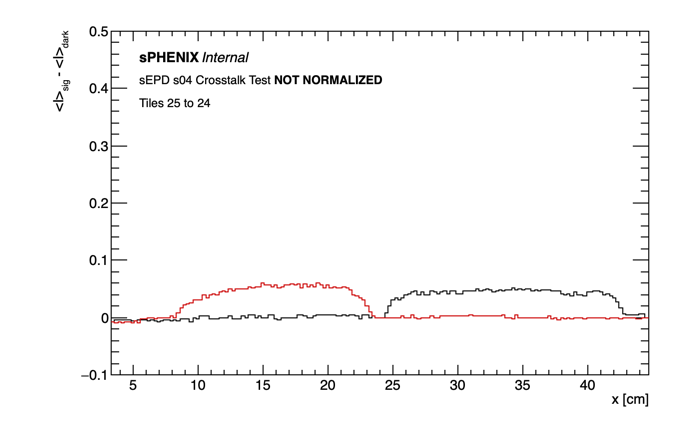 <I>sig - <I>dark
0.5
sPHENIX Internal
sEPD s04 Crosstalk Test NOT NORMALIZED
0.4
Tiles 25 to 24
0.3
0.2
0.1
0
−0.1
5 10 15 20 25 30 35 40
x [cm]